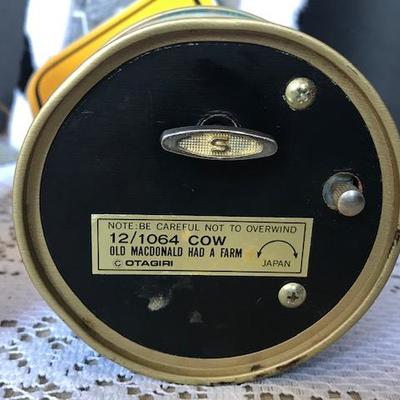 S
NOTE: BE CAREFUL NOT TO OVERWIND
12/1064 COW
OLD MACDONALD HAD A FARM
© OTAGIRI JAPAN